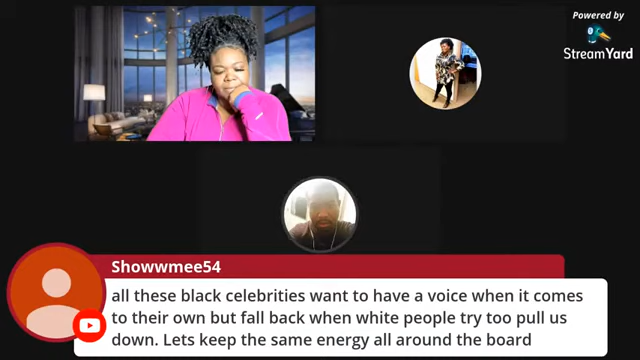 Powered by
StreamYard
Showwmee54
all these black celebrities want to have a voice when it comes
to their own but fall back when white people try too pull us
down. Lets keep the same energy all around the board